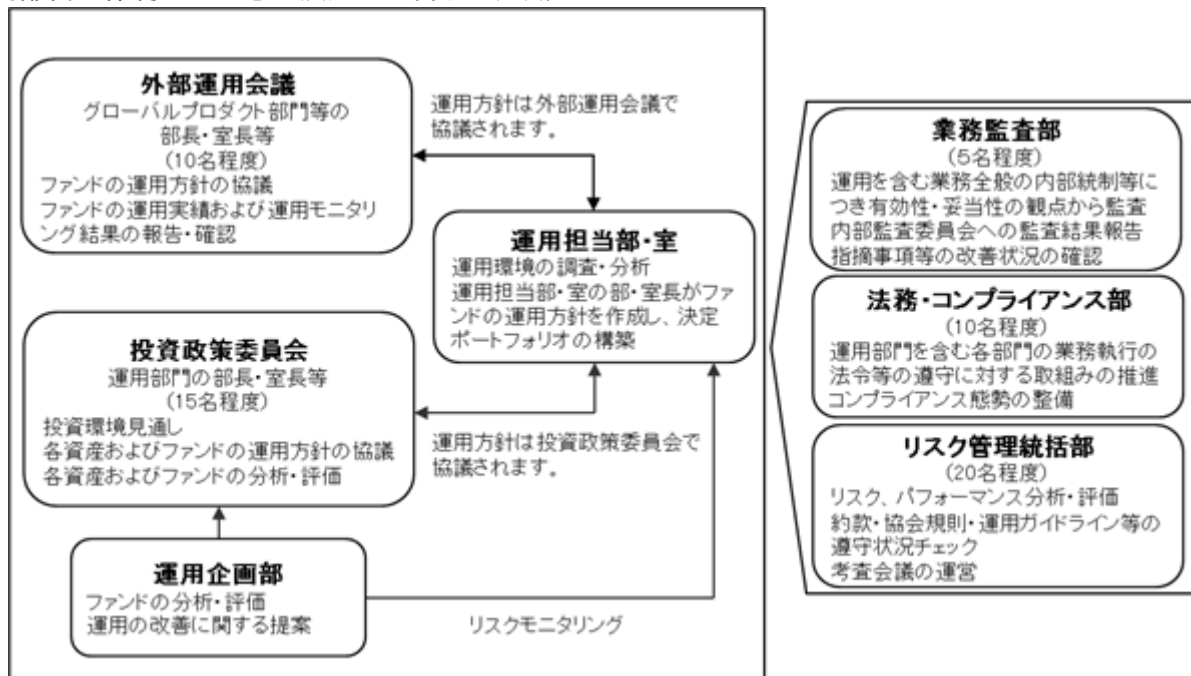 外部運用会議
グローバルプロダクト部門等の
部長・室長等
(10名程度)
ファンドの運用方針の協議
ファンドの運用実績および運用モニタリ
ング結果の報告・確認
運用方針は外部運用会議で
協議されます。
運用担当部・室
運用環境の調査・分析
運用担当部・室の部・室長がファ
ンドの運用方針を作成し、決定
ポートフォリオの構築
投資政策委員会
運用部門の部長・室長等
(15名程度)
投資環境見通し
各資産およびファンドの運用方針の協議
各資産およびファンドの分析・評価
運用方針は投資政策委員会で
協議されます。
運用企画部
ファンドの分析・評価
運用の改善に関する提案
リスクモニタリング
業務監査部
(5名程度)
運用を含む業務全般の内部統制等に
つき有効性・妥当性の観点から監査
内部監査委員会への監査結果報告
指摘事項等の改善状況の確認
法務・コンプライアンス部
(10名程度)
運用部門を含む各部門の業務執行の
法令等の遵守に対する取組みの推進
コンプライアンス態勢の整備
リスク管理統括部
(20名程度)
リスク、パフォーマンス分析・評価
約款・協会規則・運用ガイドライン等の
遵守状況チェック
考査会議の運営